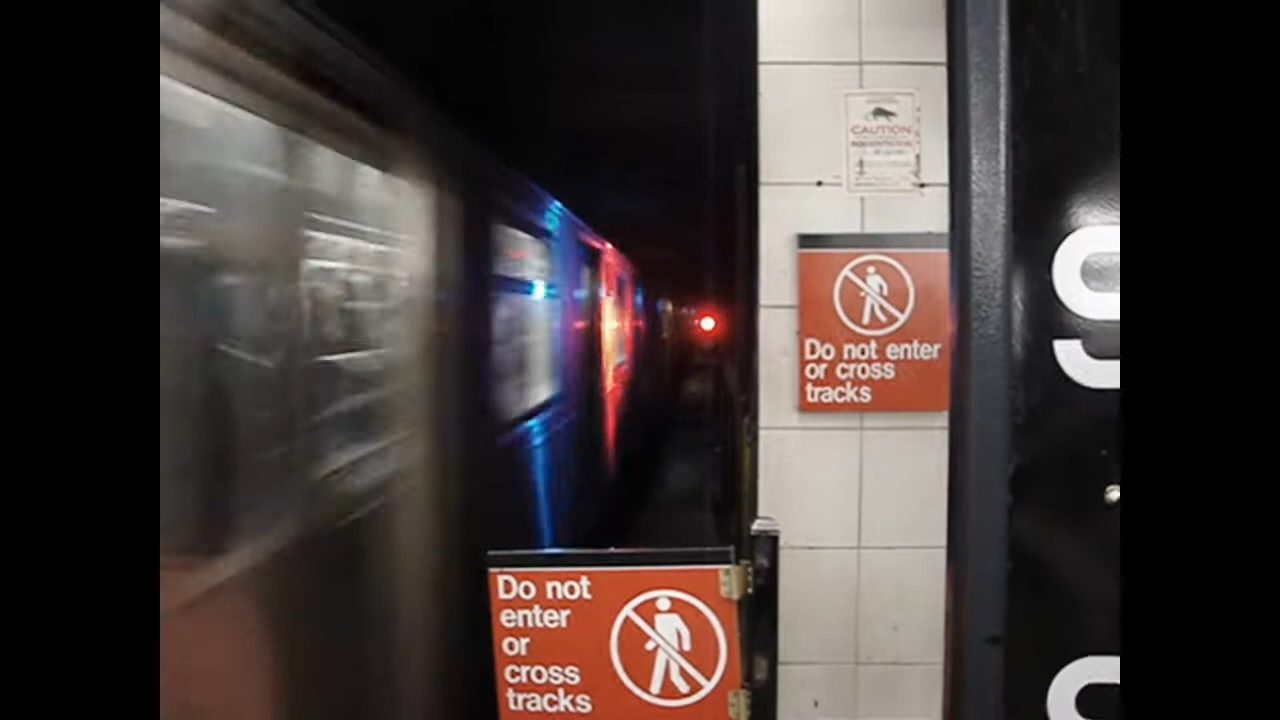 CAUTION
Do not enter
or cross
tracks
Do not
enter
or
cross
tracks